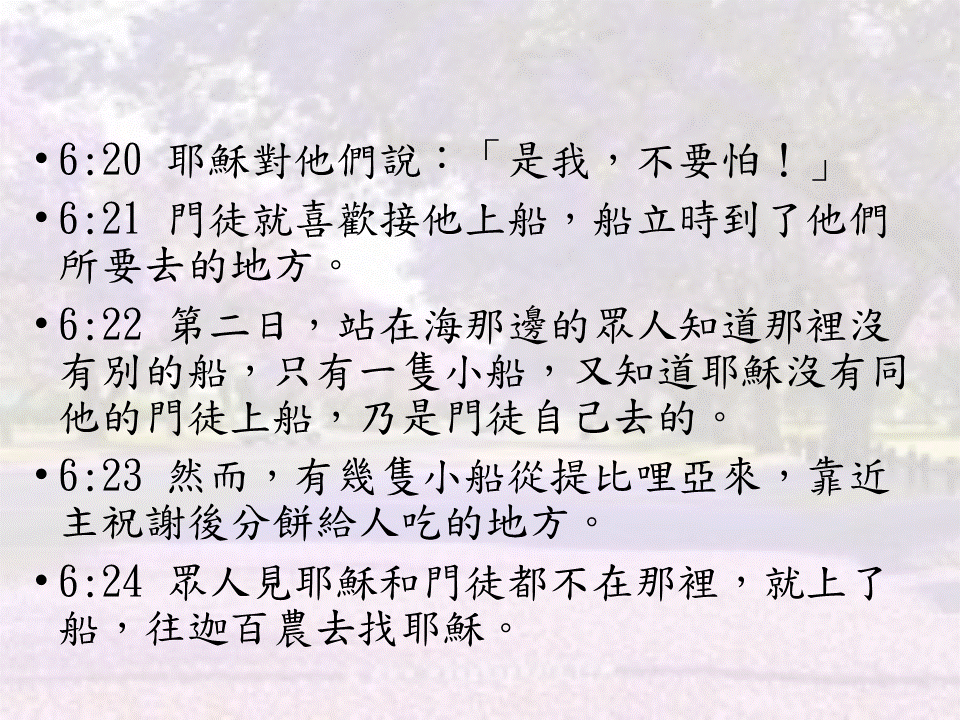 • 6:20 耶穌對他們說：「是我，不要怕！」
• 6:21 門徒就喜歡接他上船，船立時到了他們
所要去的地方。
• 6:22 第二日，站在海那邊的眾人知道那裡沒
有別的船，只有一隻小船，又知道耶穌沒有同
他的門徒上船，乃是門徒自己去的。
• 6:23 然而，有幾隻小船從提比哩亞來，靠近
主祝謝後分餅給人吃的地方。
• 6:24 眾人見耶穌和門徒都不在那裡，就上了
船，往迦百農去找耶穌。